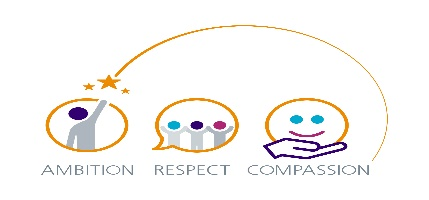 AMBITION RESPECT COMPASSION